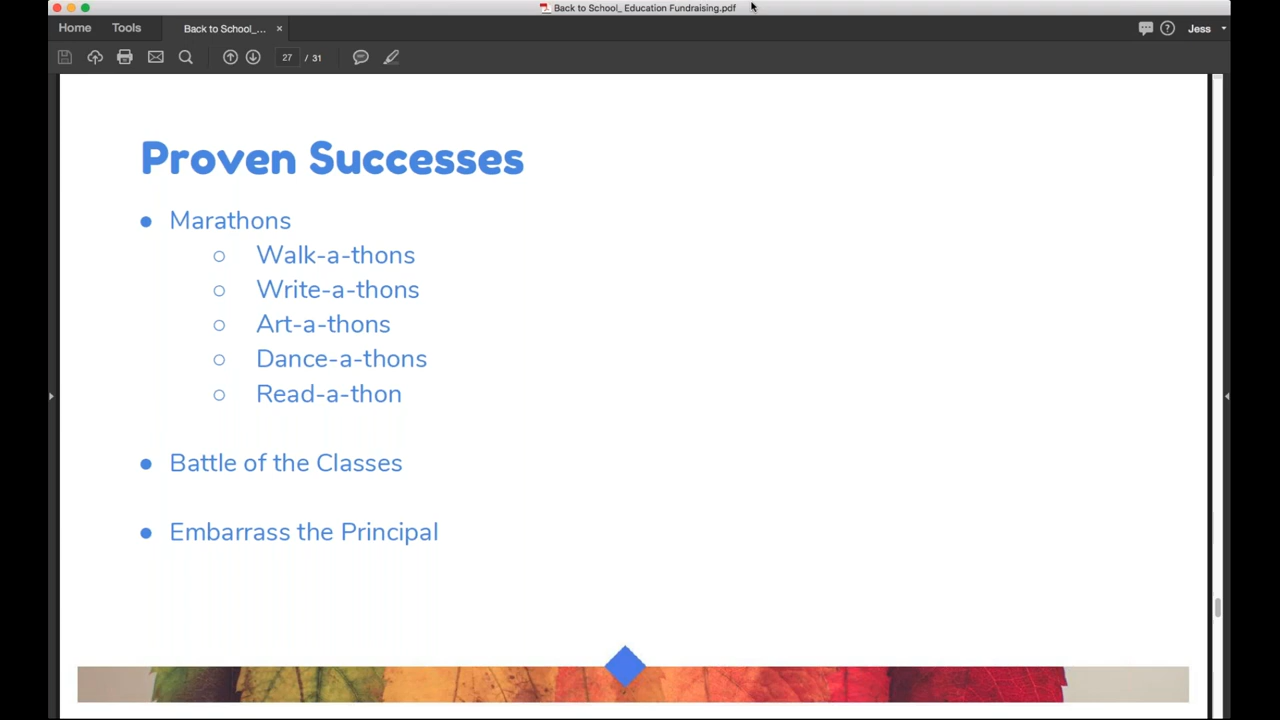 Back to School_ Education Fundraising.pdf
Home Tools Back to School_... × Jess
27 / 31
Proven Successes
● Marathons
○ Walk-a-thons
○ Write-a-thons
○ Art-a-thons
○ Dance-a-thons
○ Read-a-thon
● Battle of the Classes
● Embarrass the Principal